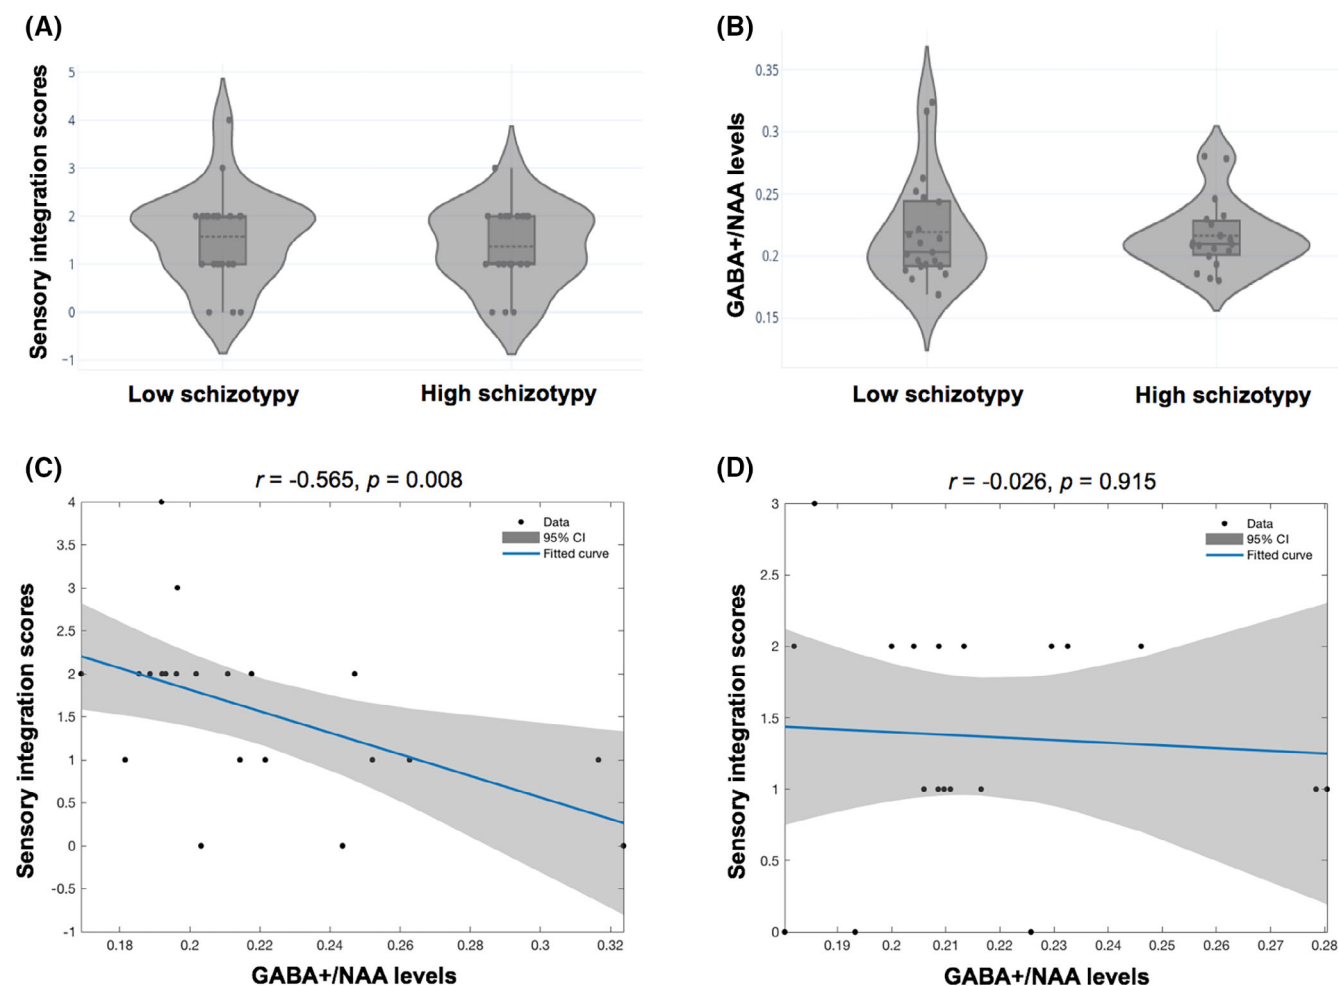 (A)
Sensory integration scores
5
4
3
2
1
0
−1
Low schizotypy
High schizotypy
(B)
GABA+/NAA levels
0.35
0.3
0.25
0.2
0.15
Low schizotypy
High schizotypy
(C)
r = -0.565, p = 0.008
Sensory integration scores
4
3.5
3
2.5
2
1.5
1
0.5
0
-0.5
-1
Data
95% CI
Fitted curve
0.18 0.2 0.22 0.24 0.26 0.28 0.3 0.32
GABA+/NAA levels
(D)
r = -0.026, p = 0.915
Sensory integration scores
3
2.5
2
1.5
1
0.5
0
Data
95% CI
Fitted curve
0.19 0.2 0.21 0.22 0.23 0.24 0.25 0.26 0.27 0.28
GABA+/NAA levels